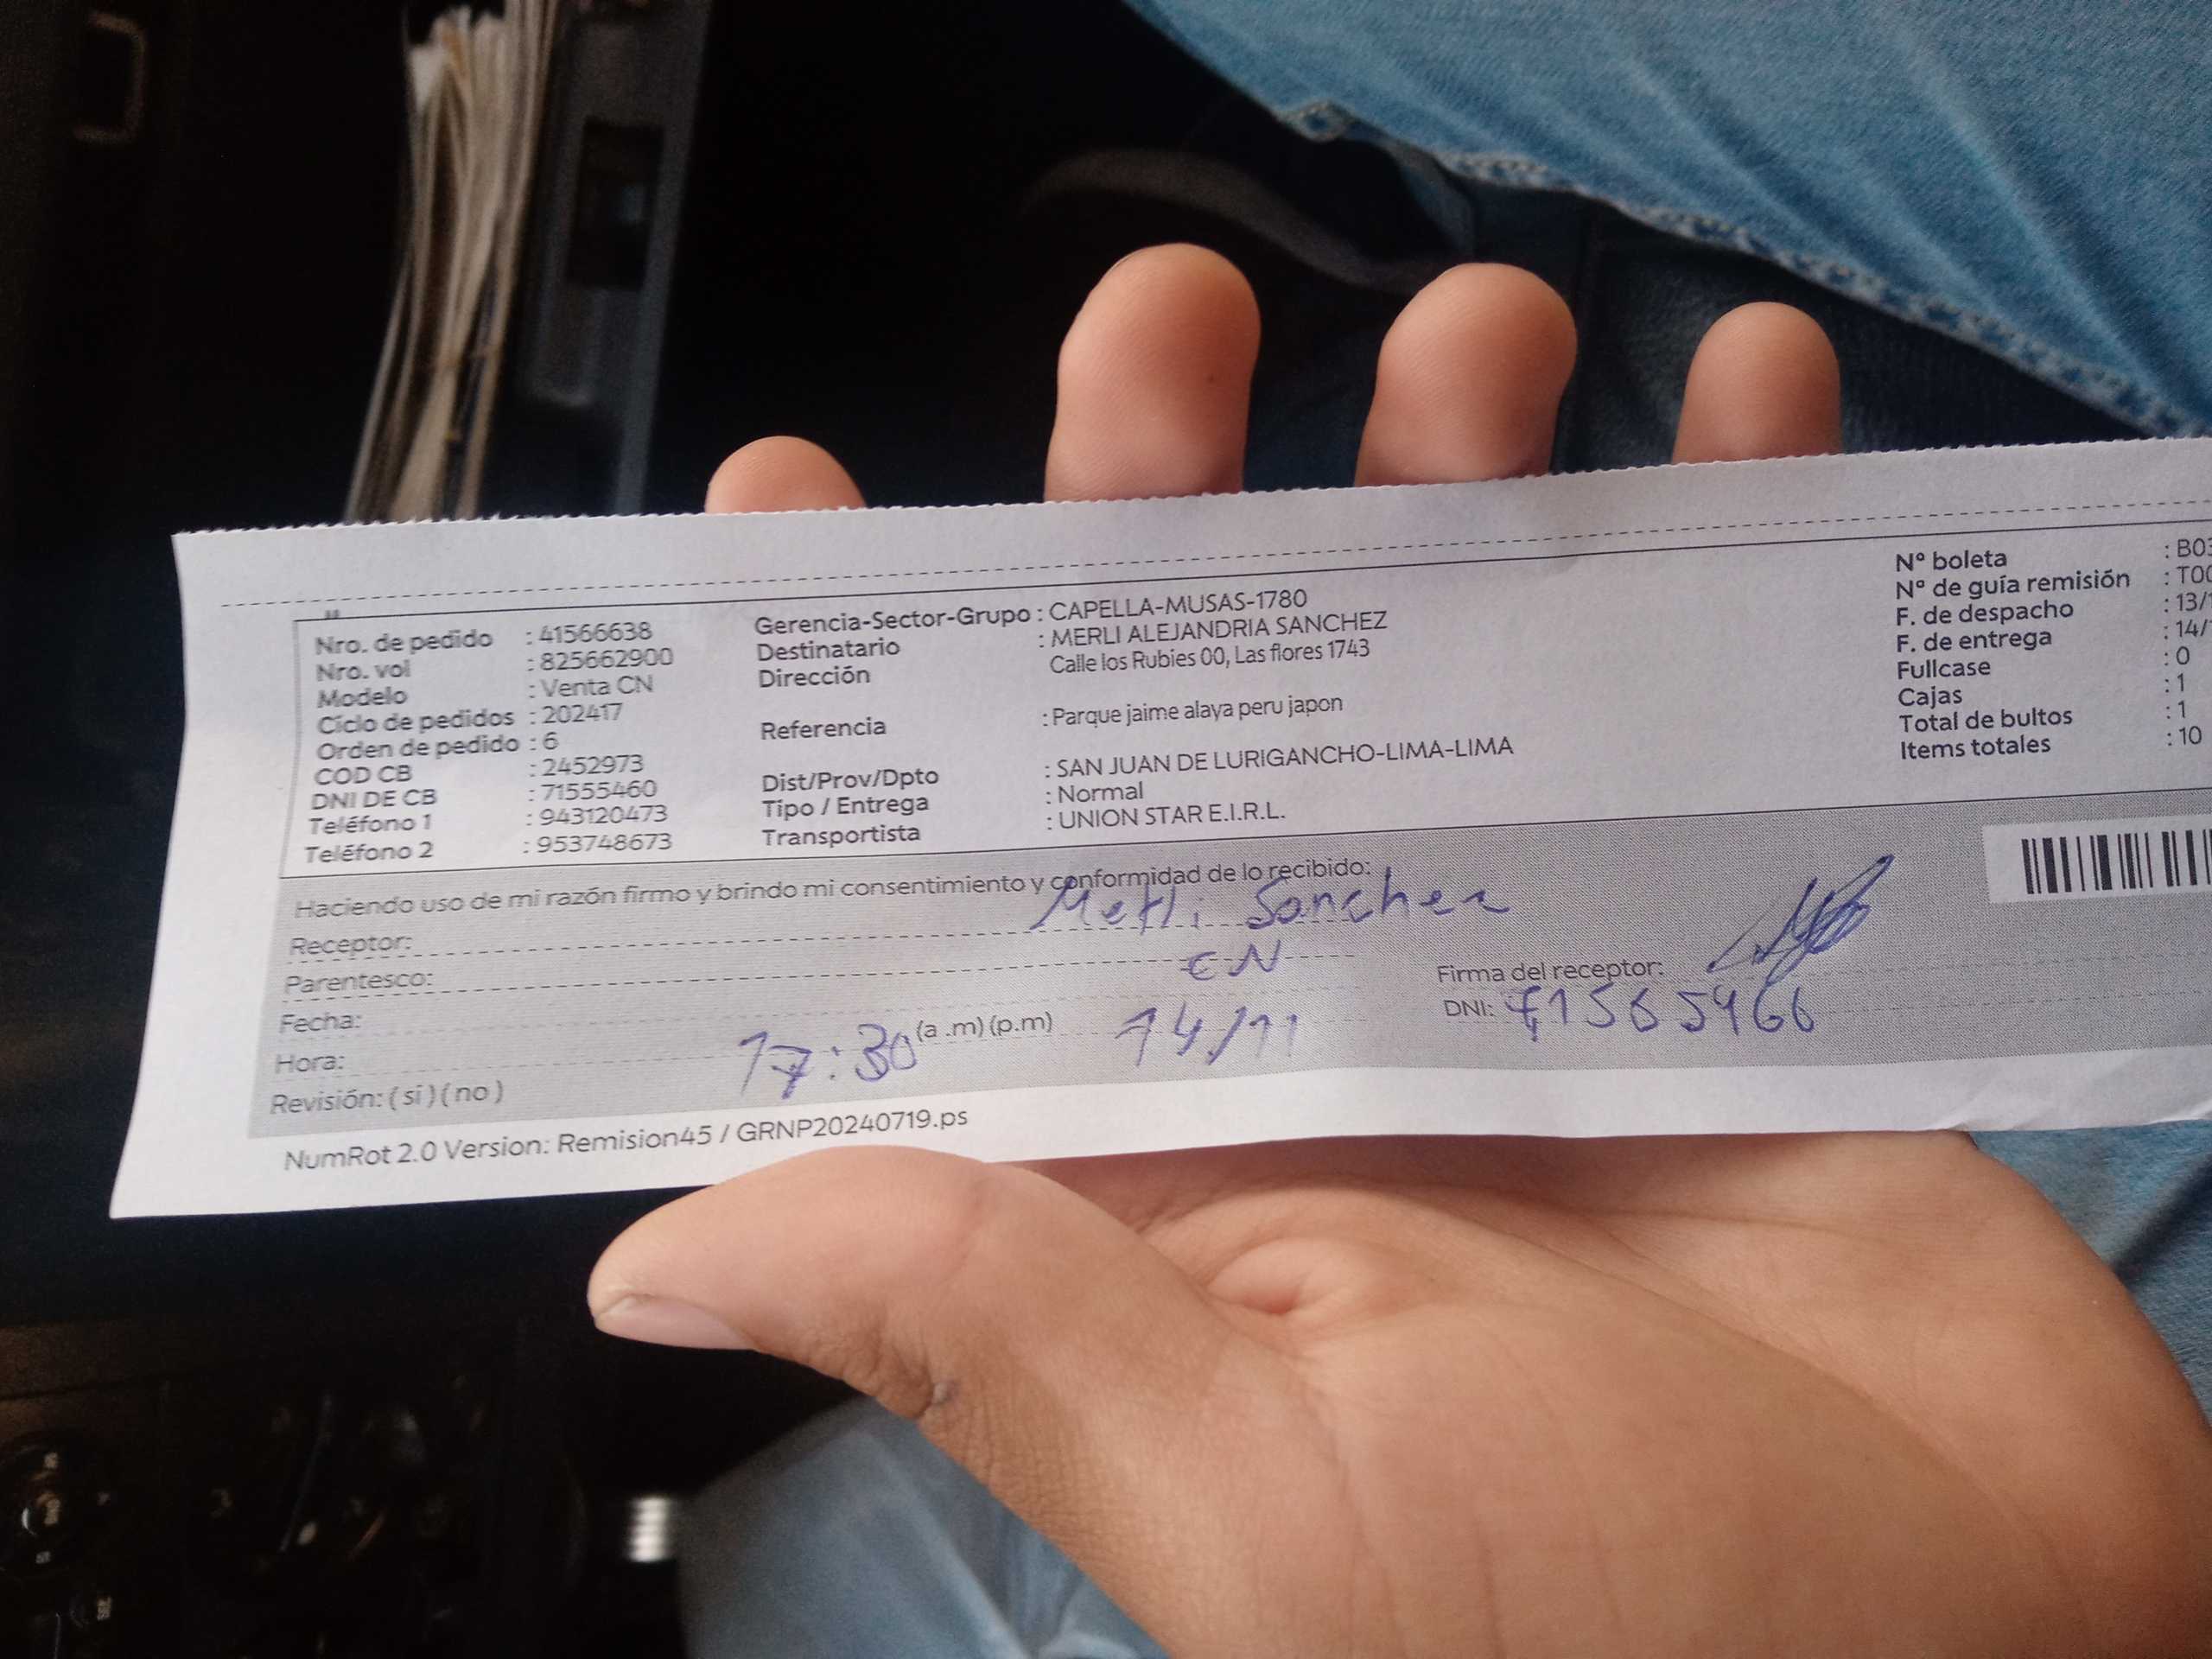 Nro. de pedido : 41566638
Nro. vol : 825662900
Modelo : Venta CN
Ciclo de pedidos : 202417
Orden de pedido : 6
COD CB : 2452973
DNI DE CB : 71555460
Teléfono 1 : 943120473
Teléfono 2 : 953748673
Gerencia-Sector-Grupo : CAPELLA-MUSAS-1780
Destinatario : MERLI ALEJANDRIA SANCHEZ
Dirección Calle los Rubies 00, Las flores 1743
Referencia : Parque jaime alaya peru japon
Dist/Prov/Dpto : SAN JUAN DE LURIGANCHO-LIMA-LIMA
Tipo / Entrega : Normal
Transportista : UNION STAR E.I.R.L.
Nº boleta : B03
Nº de guía remisión : T00
F. de despacho : 13/
F. de entrega : 14/
Fullcase : 0
Cajas : 1
Total de bultos : 1
Items totales : 10
Haciendo uso de mi razón firmo y brindo mi consentimiento y conformidad de lo recibido:
Receptor: Merli Sanchez
Parentesco: CN
Fecha: 14/11
Hora: 17:30 (a .m) (p.m)
Revisión: ( si ) ( no )
Firma del receptor:
DNI:
NumRot 2.0 Version: Remision45 / GRNP20240719.ps